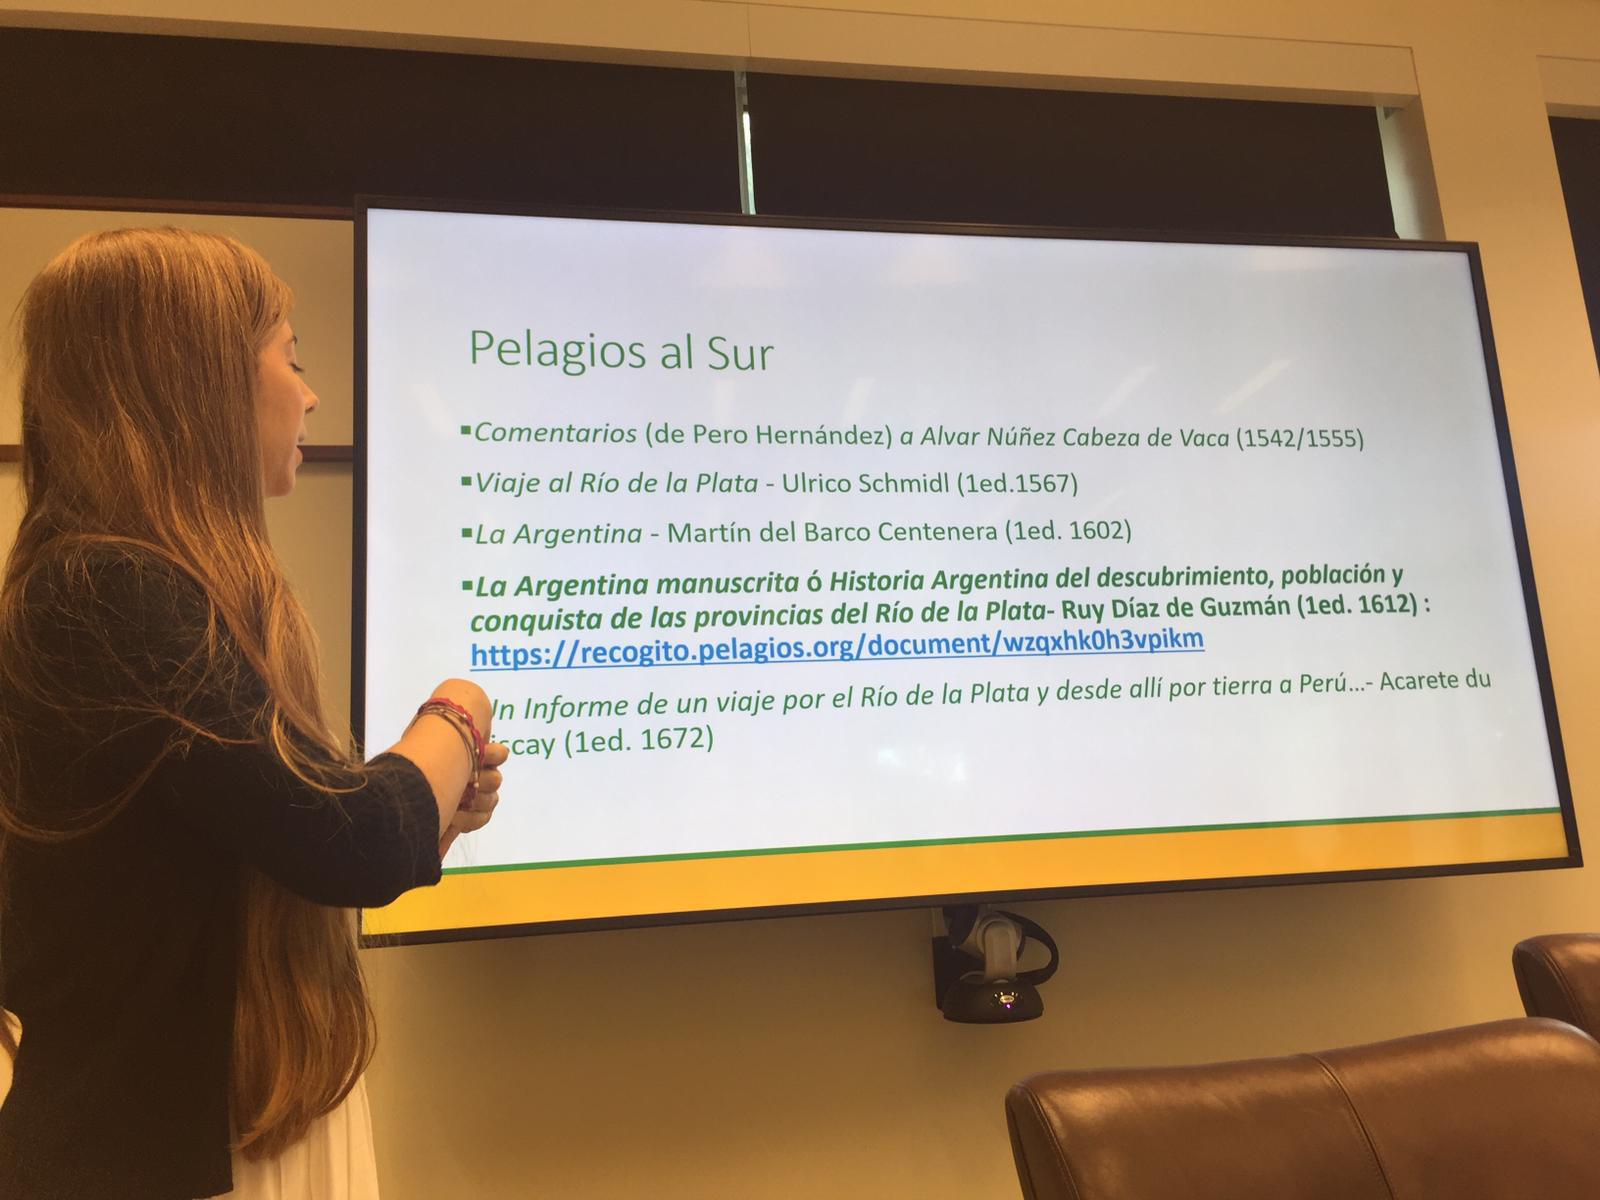 Pelagios al Sur
▪Comentarios (de Pero Hernández) a Alvar Núñez Cabeza de Vaca (1542/1555)
▪Viaje al Río de la Plata - Ulrico Schmidl (1ed.1567)
▪La Argentina - Martín del Barco Centenera (1ed. 1602)
▪La Argentina manuscrita ó Historia Argentina del descubrimiento, población y
conquista de las provincias del Río de la Plata- Ruy Díaz de Guzmán (1ed. 1612) :
https://recogito.pelagios.org/document/wzqxhk0h3vpikm
Informe de un viaje por el Río de la Plata y desde allí por tierra a Perú...- Acarete du
(1ed. 1672)